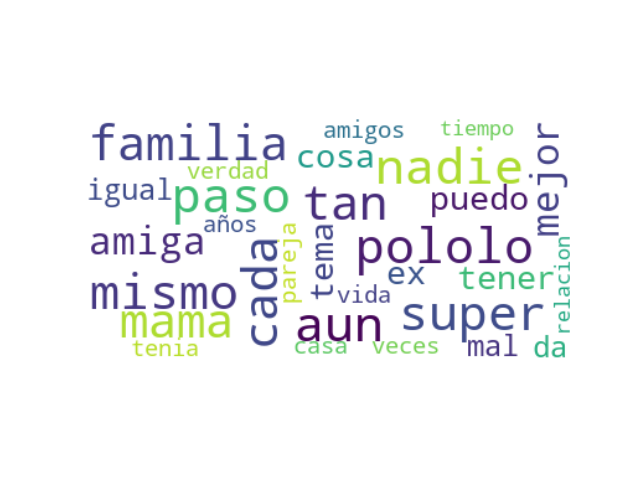 familia
amigos
tiempo
cosa
nadie
mejor
verdad
igual
paso
tan
puedo
años
amiga
cada
pareja
tema
pololo
relacion
mismo
vida
ex
tener
mama
aun
super
tenía
casa
veces
mal
da